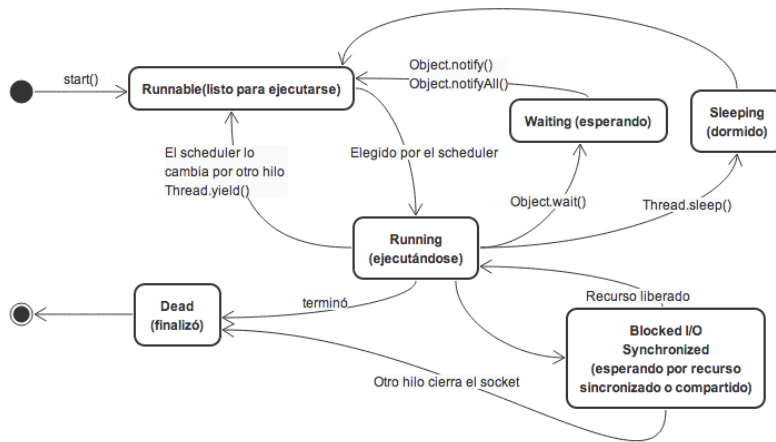 start()
Runnable(listo para ejecutarse)
Object.notify()
Object.notifyAll()
Waiting (esperando)
Sleeping
(dormido)
El scheduler lo
cambia por otro hilo
Thread.yield()
Elegido por el scheduler
Object.wait()
Thread.sleep()
Running
(ejecutándose)
Dead
(finalizó)
terminó
Recurso liberado
Blocked I/O
Synchronized
(esperando por recurso
sincronizado o compartido)
Otro hilo cierra el socket